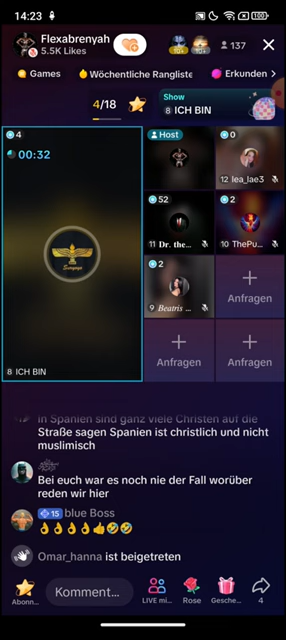 14:23
100
Flexabrenyah
5.5K Likes
10+
137
Games
Wöchentliche Rangliste
Erkunden
4/18
Show
8 ICH BIN
4
00:32
Suryoyo
8 ICH BIN
Host
0
12 lea_lae3
52
11 Dr. the...
2
10 ThePu...
2
9 Beatris ...
Anfragen
Anfragen
Anfragen
in Spanien sind ganz viele Christen auf die
Straße sagen Spanien ist christlich und nicht
muslimisch
Bei euch war es noch nie der Fall worüber
reden wir hier
15 blue Boss
👌👌👌👌👍🤣🤣
Omar_hanna ist beigetreten
Abonn...
Komment...
LIVE mi...
Rose
Gesche...
4